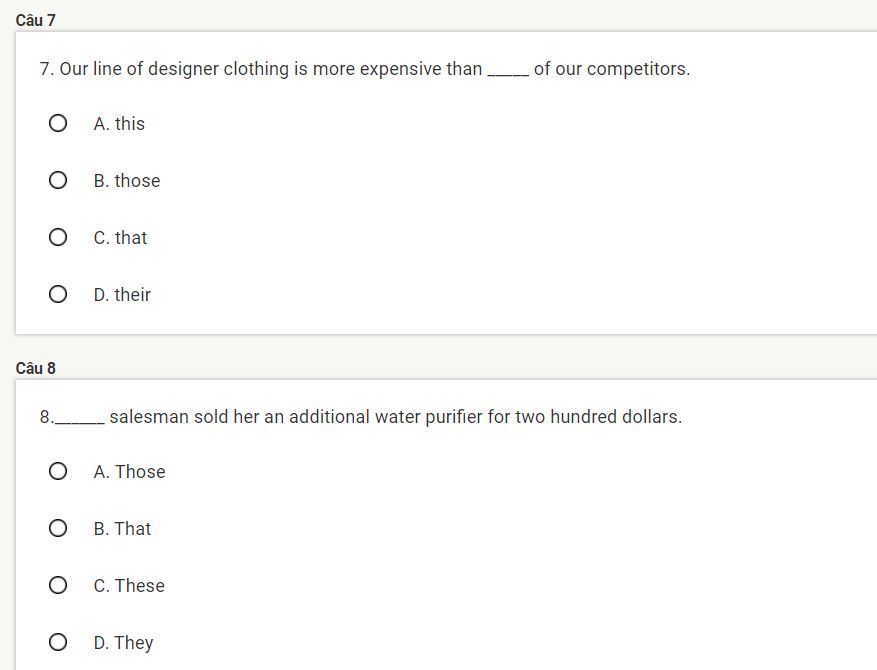 Câu 7
7. Our line of designer clothing is more expensive than _____ of our competitors.
A. this
B. those
C. that
D. their
Câu 8
8.______ salesman sold her an additional water purifier for two hundred dollars.
A. Those
B. That
C. These
D. They